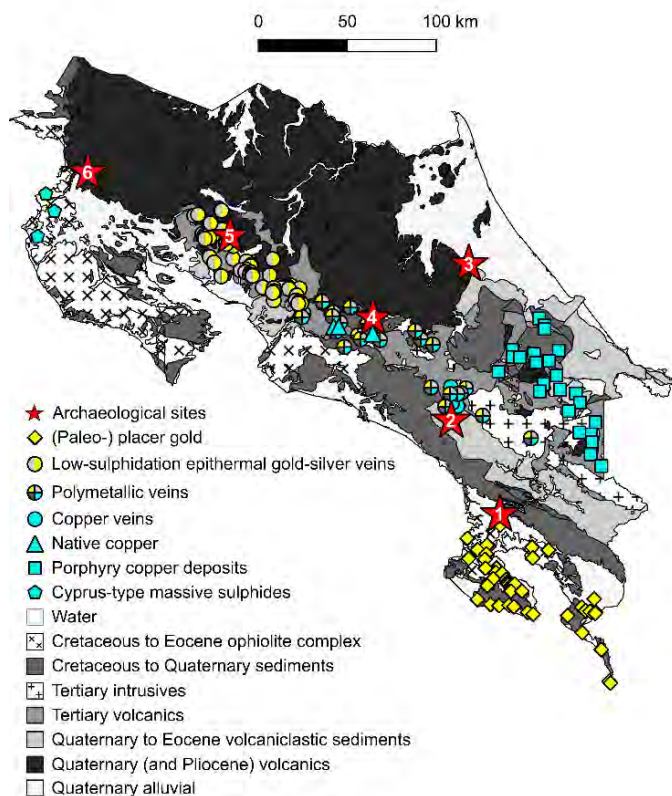 0 50 100 km
6
5
3
4
2
1
Archaeological sites
(Paleo-) placer gold
Low-sulphidation epithermal gold-silver veins
Polymetallic veins
Copper veins
Native copper
Porphyry copper deposits
Cyprus-type massive sulphides
Water
Cretaceous to Eocene ophiolite complex
Cretaceous to Quaternary sediments
Tertiary intrusives
Tertiary volcanics
Quaternary to Eocene volcaniclastic sediments
Quaternary (and Pliocene) volcanics
Quaternary alluvial